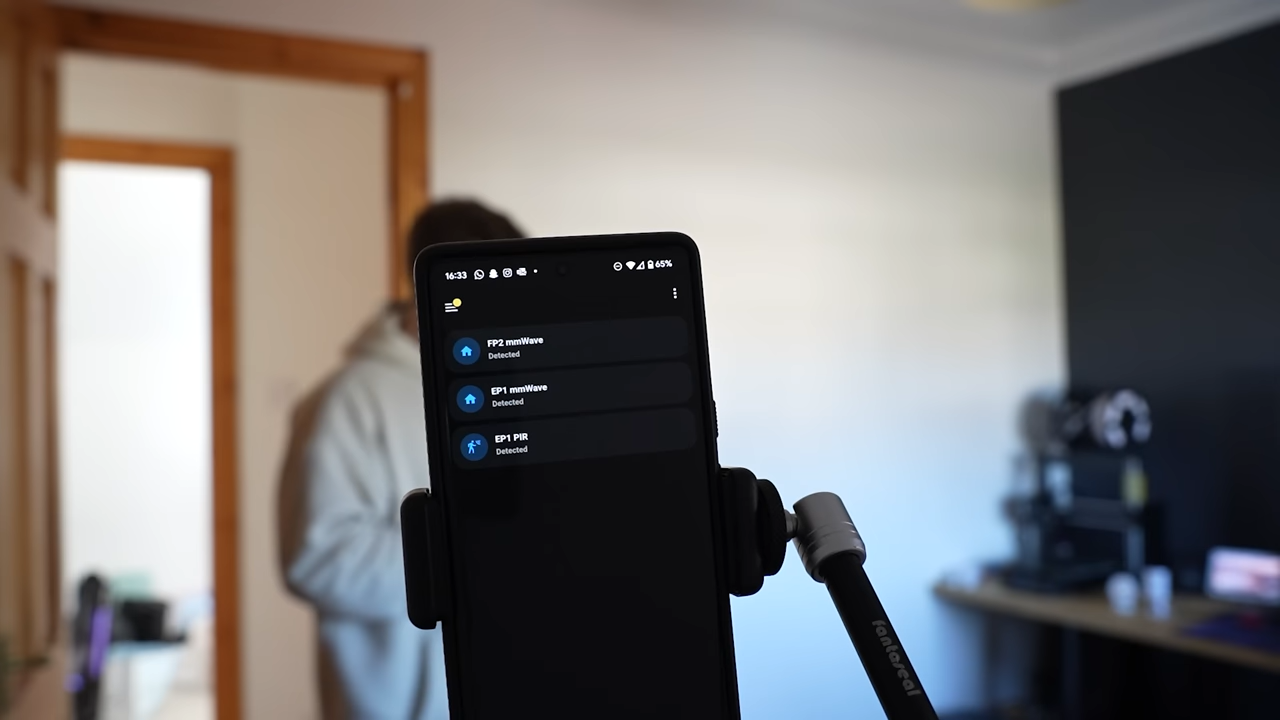 16:33
65%
FP2 mmWave
Detected
EP1 mmWave
Detected
EP1 PIR
Detected
fantaseal